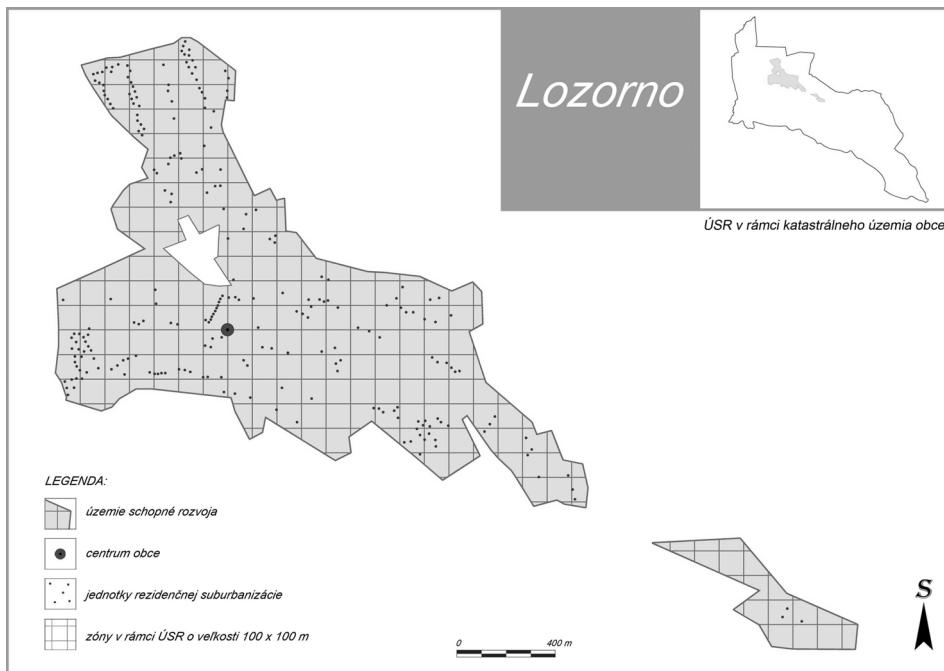 Lozorno
ÚSR v rámci katastrálneho územia obce
LEGENDA:
územie schopné rozvoja
centrum obce
jednotky rezidenčnej suburbanizácie
zóny v rámci ÚSR o veľkosti 100 x 100 m
0 400 m
S